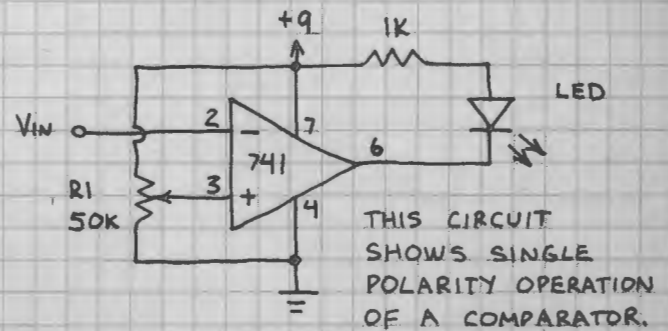 +9
1K
LED
VIN
2
7
6
741
R1
50K
3
4
-
+
THIS CIRCUIT
SHOWS SINGLE
POLARITY OPERATION
OF A COMPARATOR.